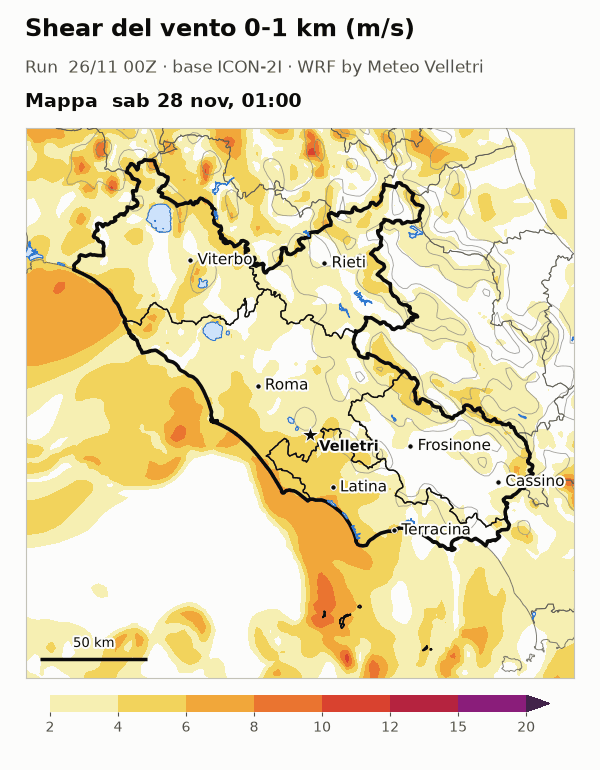 Shear del vento 0-1 km (m/s)
Run  26/11 00Z · base ICON-2I · WRF by Meteo Velletri
Mappa  sab 28 nov, 01:00
Viterbo
Rieti
Roma
Velletri
Frosinone
Cassino
Latina
Terracina
50 km
2 4 6 8 10 12 15 20